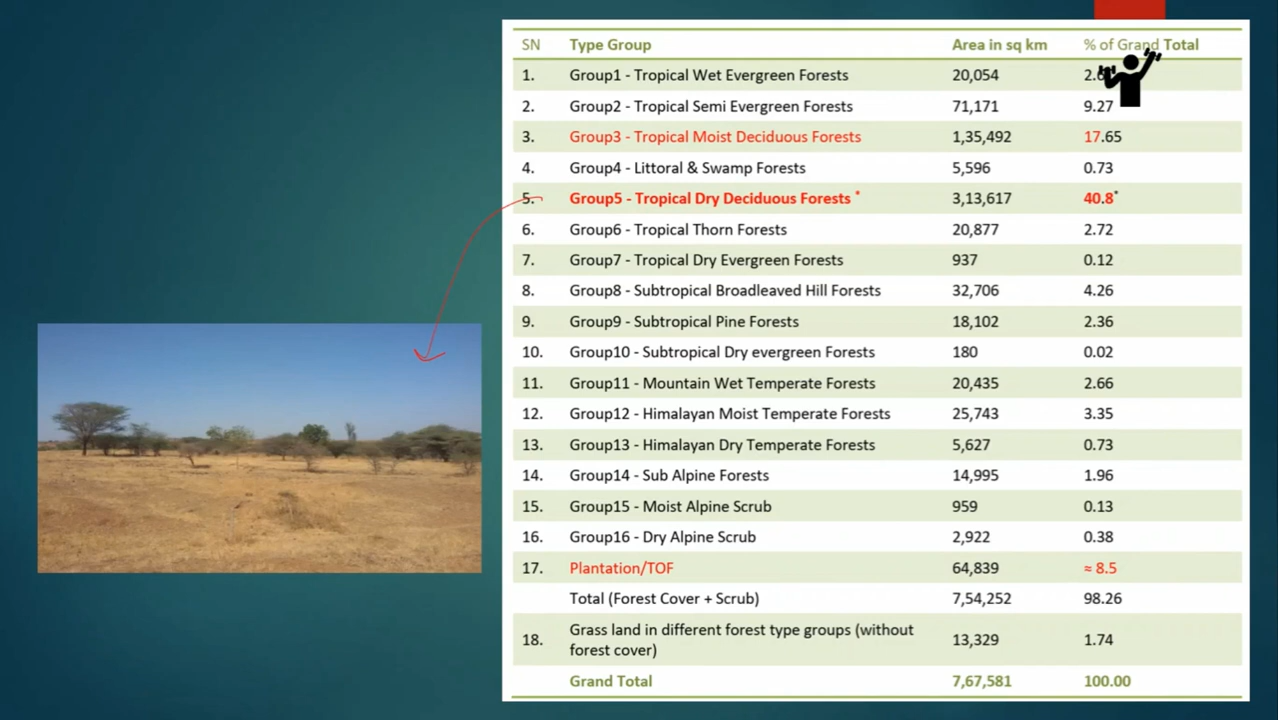 SN Type Group Area in sq km % of Grand Total
1. Group1 - Tropical Wet Evergreen Forests 20,054
2. Group2 - Tropical Semi Evergreen Forests 71,171 9.27
3. Group3 - Tropical Moist Deciduous Forests 1,35,492 17.65
4. Group4 - Littoral & Swamp Forests 5,596 0.73
5. Group5 - Tropical Dry Deciduous Forests * 3,13,617 40.8*
6. Group6 - Tropical Thorn Forests 20,877 2.72
7. Group7 - Tropical Dry Evergreen Forests 937 0.12
8. Group8 - Subtropical Broadleaved Hill Forests 32,706 4.26
9. Group9 - Subtropical Pine Forests 18,102 2.36
10. Group10 - Subtropical Dry evergreen Forests 180 0.02
11. Group11 - Mountain Wet Temperate Forests 20,435 2.66
12. Group12 - Himalayan Moist Temperate Forests 25,743 3.35
13. Group13 - Himalayan Dry Temperate Forests 5,627 0.73
14. Group14 - Sub Alpine Forests 14,995 1.96
15. Group15 - Moist Alpine Scrub 959 0.13
16. Group16 - Dry Alpine Scrub 2,922 0.38
17. Plantation/TOF 64,839 ≈ 8.5
Total (Forest Cover + Scrub) 7,54,252 98.26
18. Grass land in different forest type groups (without
forest cover) 13,329 1.74
Grand Total 7,67,581 100.00